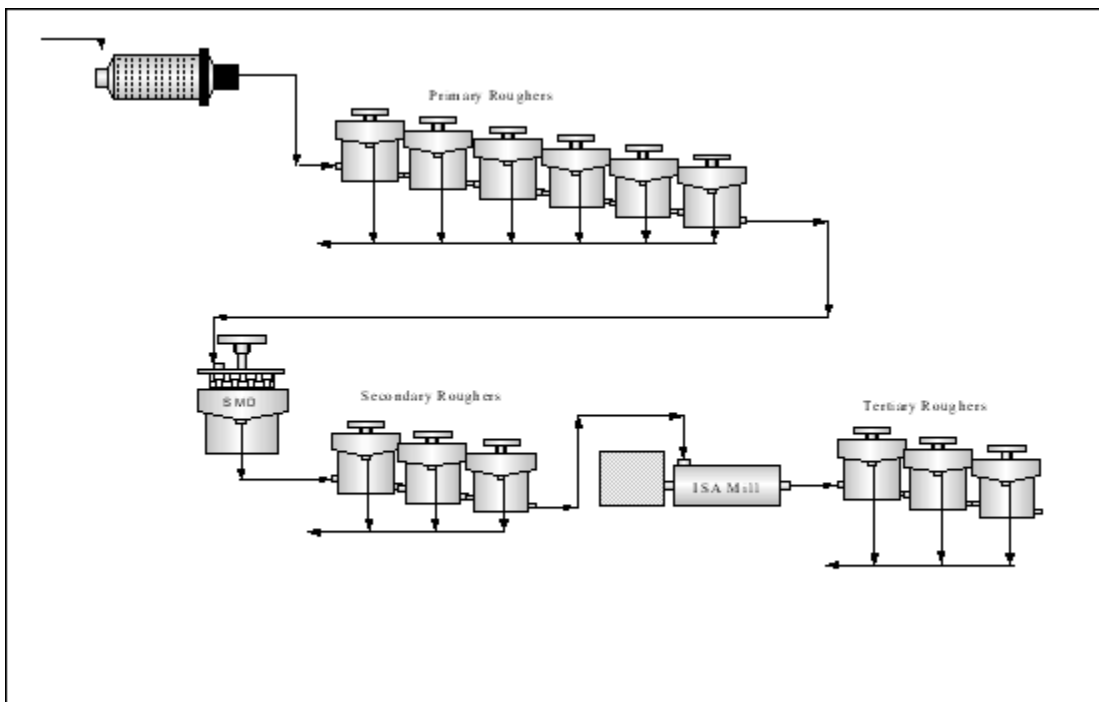 Primary Roughers
SMD
Secondary Roughers
Tertiary Roughers
ISA Mill